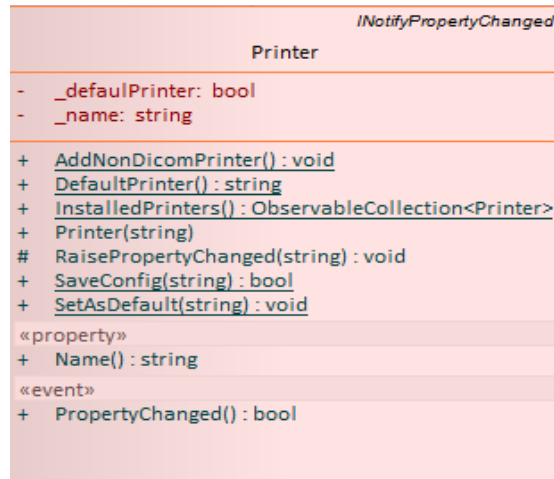 INotifyPropertyChanged
Printer
- _defaulPrinter: bool
- _name: string
+ AddNonDicomPrinter() : void
+ DefaultPrinter() : string
+ InstalledPrinters() : ObservableCollection<Printer>
+ Printer(string)
# RaisePropertyChanged(string) : void
+ SaveConfig(string) : bool
+ SetAsDefault(string) : void
«property»
+ Name() : string
«event»
+ PropertyChanged() : bool